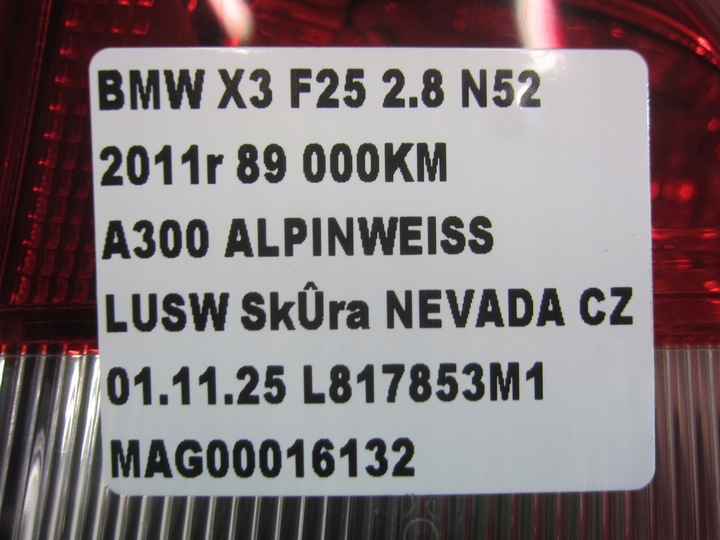 BMW X3 F25 2.8 N52
2011r 89 000KM
A300 ALPINWEISS
LUSW SkÛra NEVADA CZ
01.11.25 L817853M1
MAG00016132